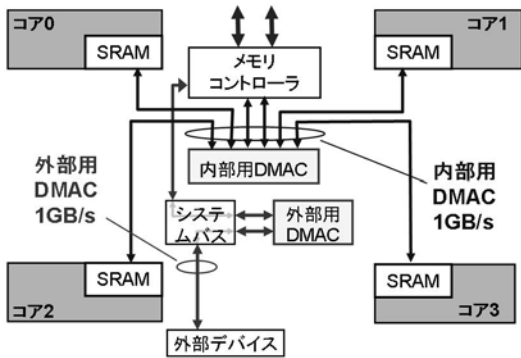 コア0
SRAM
メモリ
コントローラ
コア1
SRAM
内部用DMAC
外部用
DMAC
1GB/s
内部用
DMAC
1GB/s
システ
ムバス
外部用
DMAC
SRAM
コア2
SRAM
コア3
外部デバイス